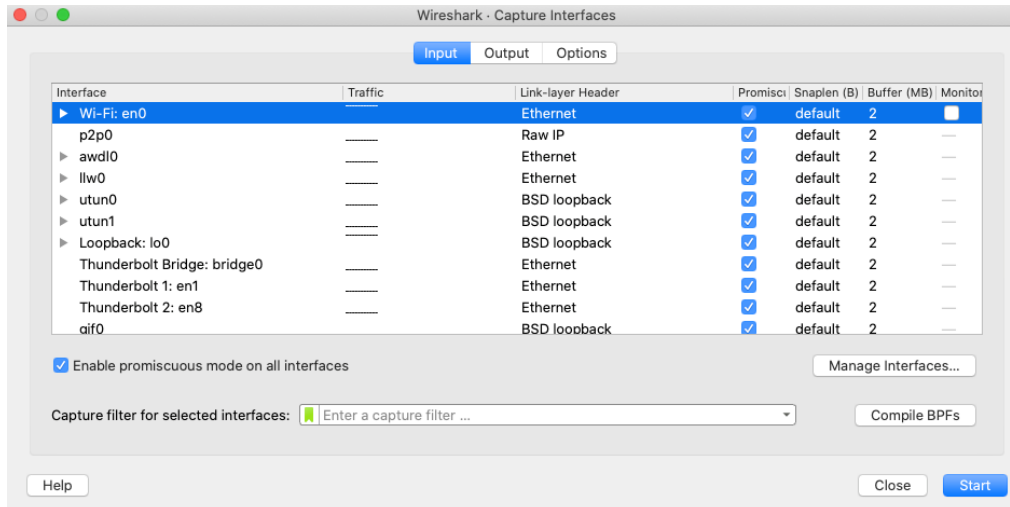 Wireshark · Capture Interfaces
Input Output Options
Interface Traffic Link-layer Header Promisci Snaplen (B) Buffer (MB) Monitor
Wi-Fi: en0 Ethernet default 2
p2p0 Raw IP default 2 —
awdl0 Ethernet default 2 —
llw0 Ethernet default 2 —
utun0 BSD loopback default 2 —
utun1 BSD loopback default 2 —
Loopback: lo0 BSD loopback default 2 —
Thunderbolt Bridge: bridge0 Ethernet default 2 —
Thunderbolt 1: en1 Ethernet default 2 —
Thunderbolt 2: en8 Ethernet default 2 —
gif0 BSD loopback default 2 —
Enable promiscuous mode on all interfaces Manage Interfaces...
Capture filter for selected interfaces: Enter a capture filter ... Compile BPFs
Help Close Start